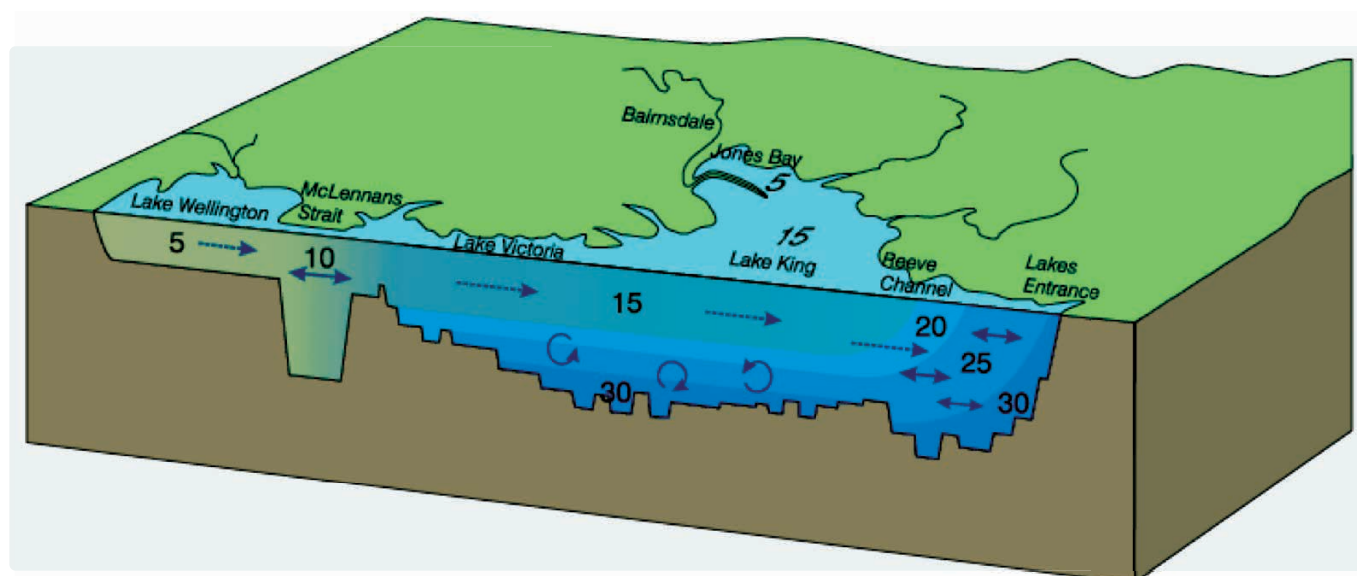 Bairnsdale
Jones Bay
5
McLennans
Strait
Lake Wellington
5
10
Lake Victoria
15
Lake King
Reeve
Channel
Lakes
Entrance
15
20
25
30
30